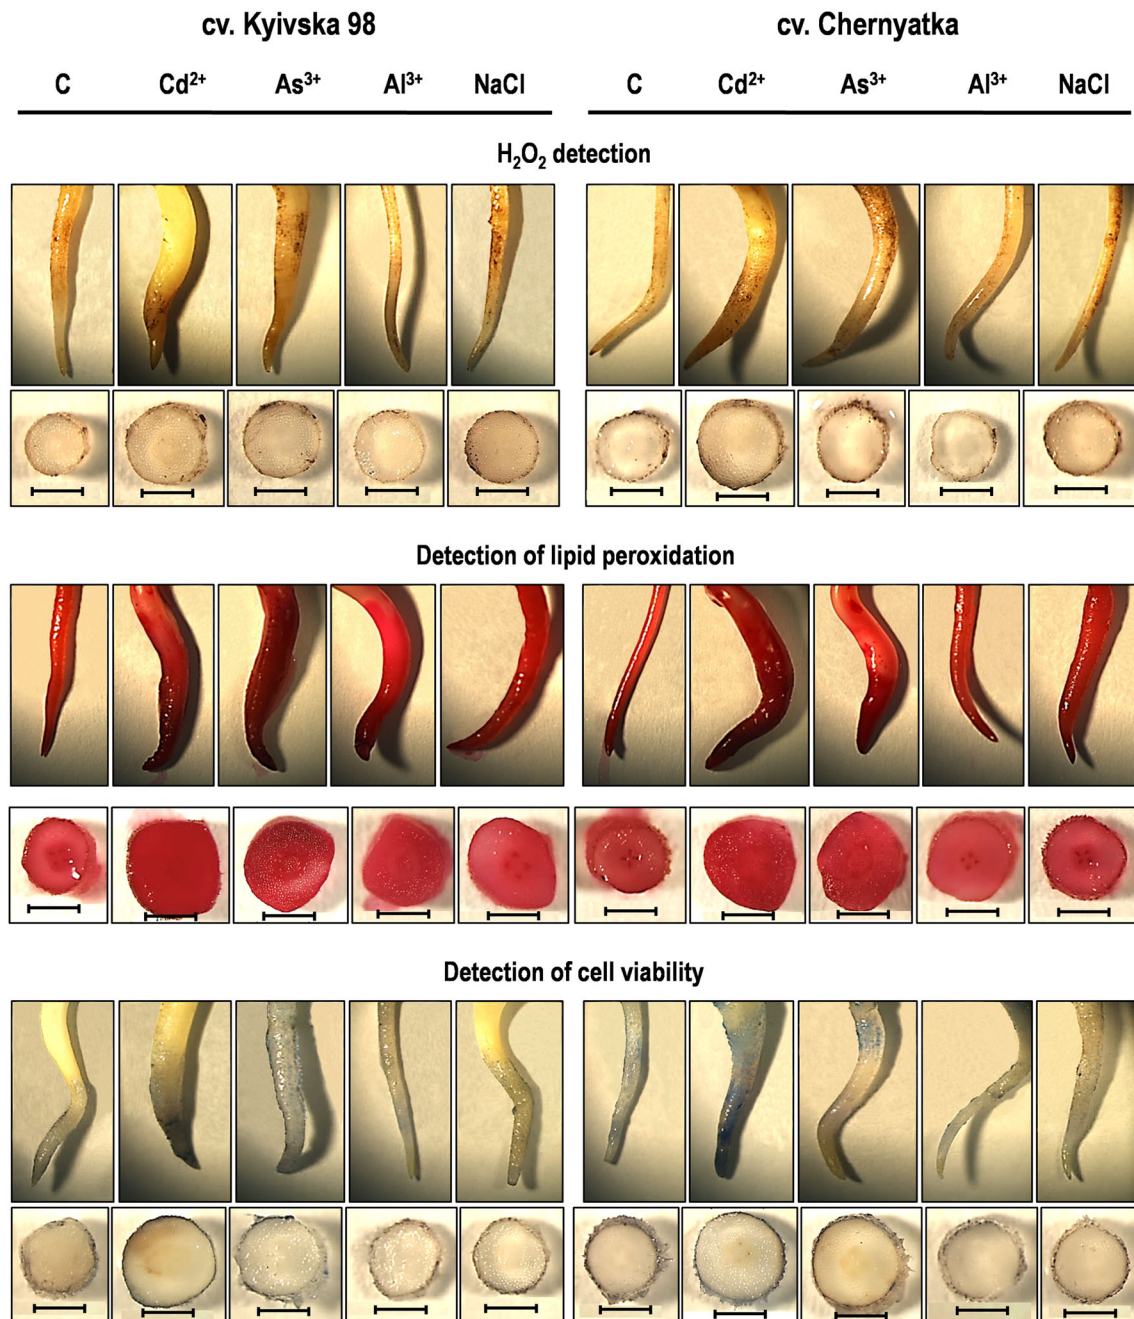 cv. Kyivska 98 cv. Chernyatka
C Cd²⁺ As³⁺ Al³⁺ NaCl C Cd²⁺ As³⁺ Al³⁺ NaCl
H₂O₂ detection
Detection of lipid peroxidation
Detection of cell viability